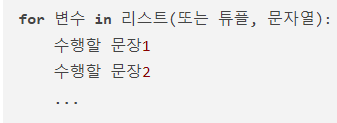 for 변수 in 리스트(또는 튜플, 문자열):
    수행할 문장1
    수행할 문장2
    ...